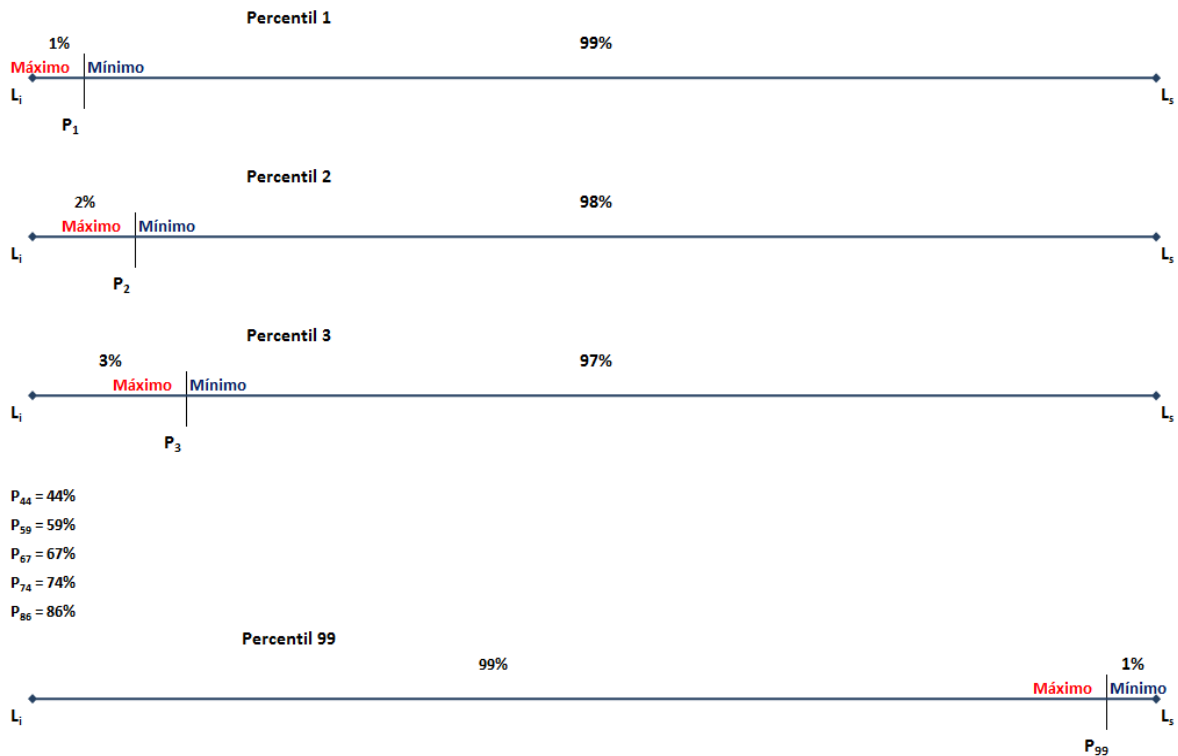 Percentil 1
1% 99%
Máximo Mínimo
Li Ls
P1
Percentil 2
2% 98%
Máximo Mínimo
Li Ls
P2
Percentil 3
3% 97%
Máximo Mínimo
Li Ls
P3
P44 = 44%
P59 = 59%
P67 = 67%
P74 = 74%
P86 = 86%
Percentil 99
99% 1%
Máximo Mínimo
Li Ls
P99